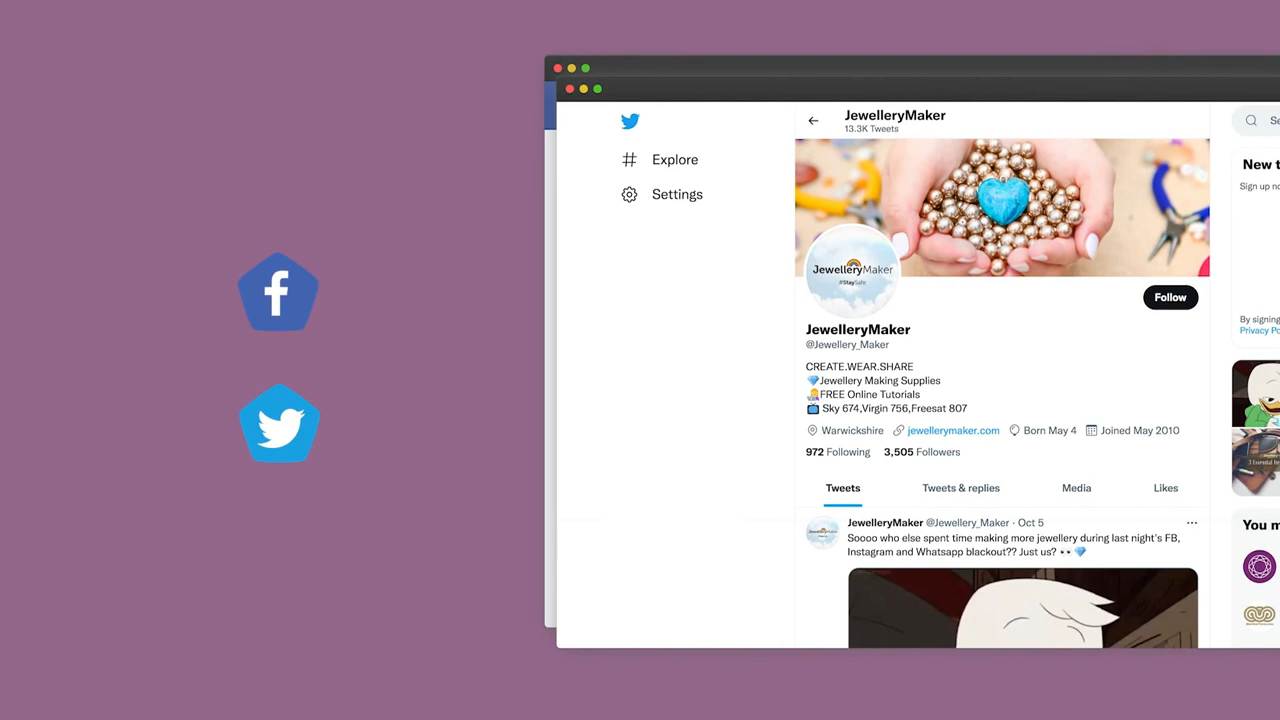 JewelleryMaker
13.3K Tweets
Se
Explore
Settings
New t
Sign up no
JewelleryMaker
#StaySafe
Follow
By signing
Privacy Po
JewelleryMaker
@Jewellery_Maker
CREATE.WEAR.SHARE
💎Jewellery Making Supplies
👩‍🎨FREE Online Tutorials
📺 Sky 674,Virgin 756,Freesat 807
Warwickshire jewellerymaker.com Born May 4 Joined May 2010
972 Following 3,505 Followers
Tweets Tweets & replies Media Likes
JewelleryMaker @Jewellery_Maker · Oct 5
Soooo who else spent time making more jewellery during last night's FB,
Instagram and Whatsapp blackout?? Just us? 👀 💎
You m